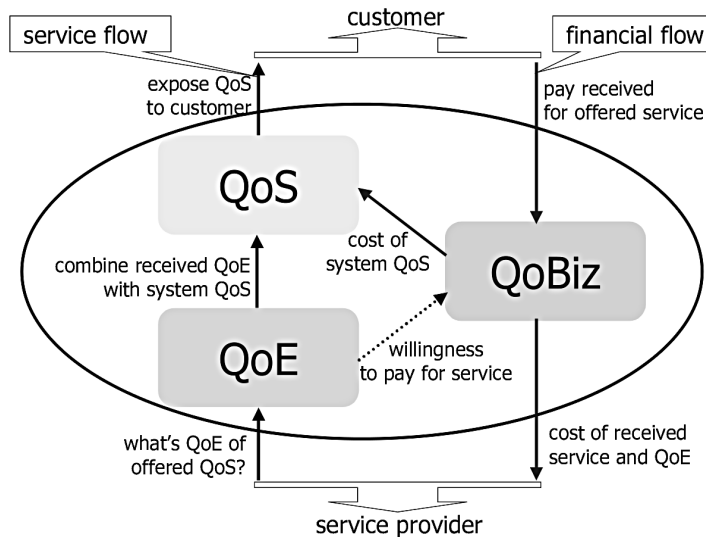 customer
service flow
financial flow
expose QoS
to customer
pay received
for offered service
QoS
cost of
system QoS
QoBiz
combine received QoE
with system QoS
QoE
willingness
to pay for service
what's QoE of
offered QoS?
cost of received
service and QoE
service provider